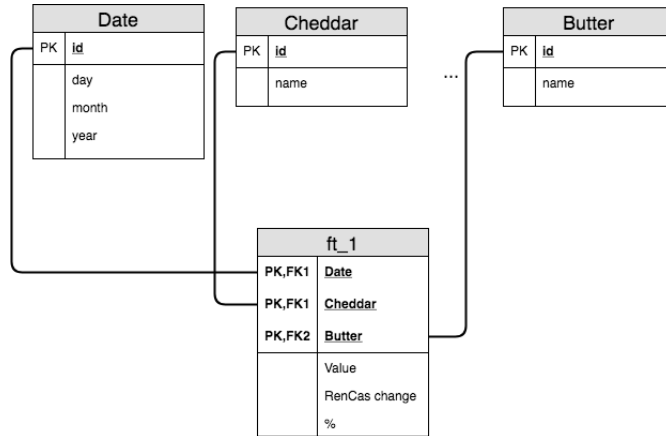 Date
PK id
day
month
year
Cheddar
PK id
name
...
Butter
PK id
name
ft_1
PK,FK1 Date
PK,FK1 Cheddar
PK,FK2 Butter
Value
RenCas change
%